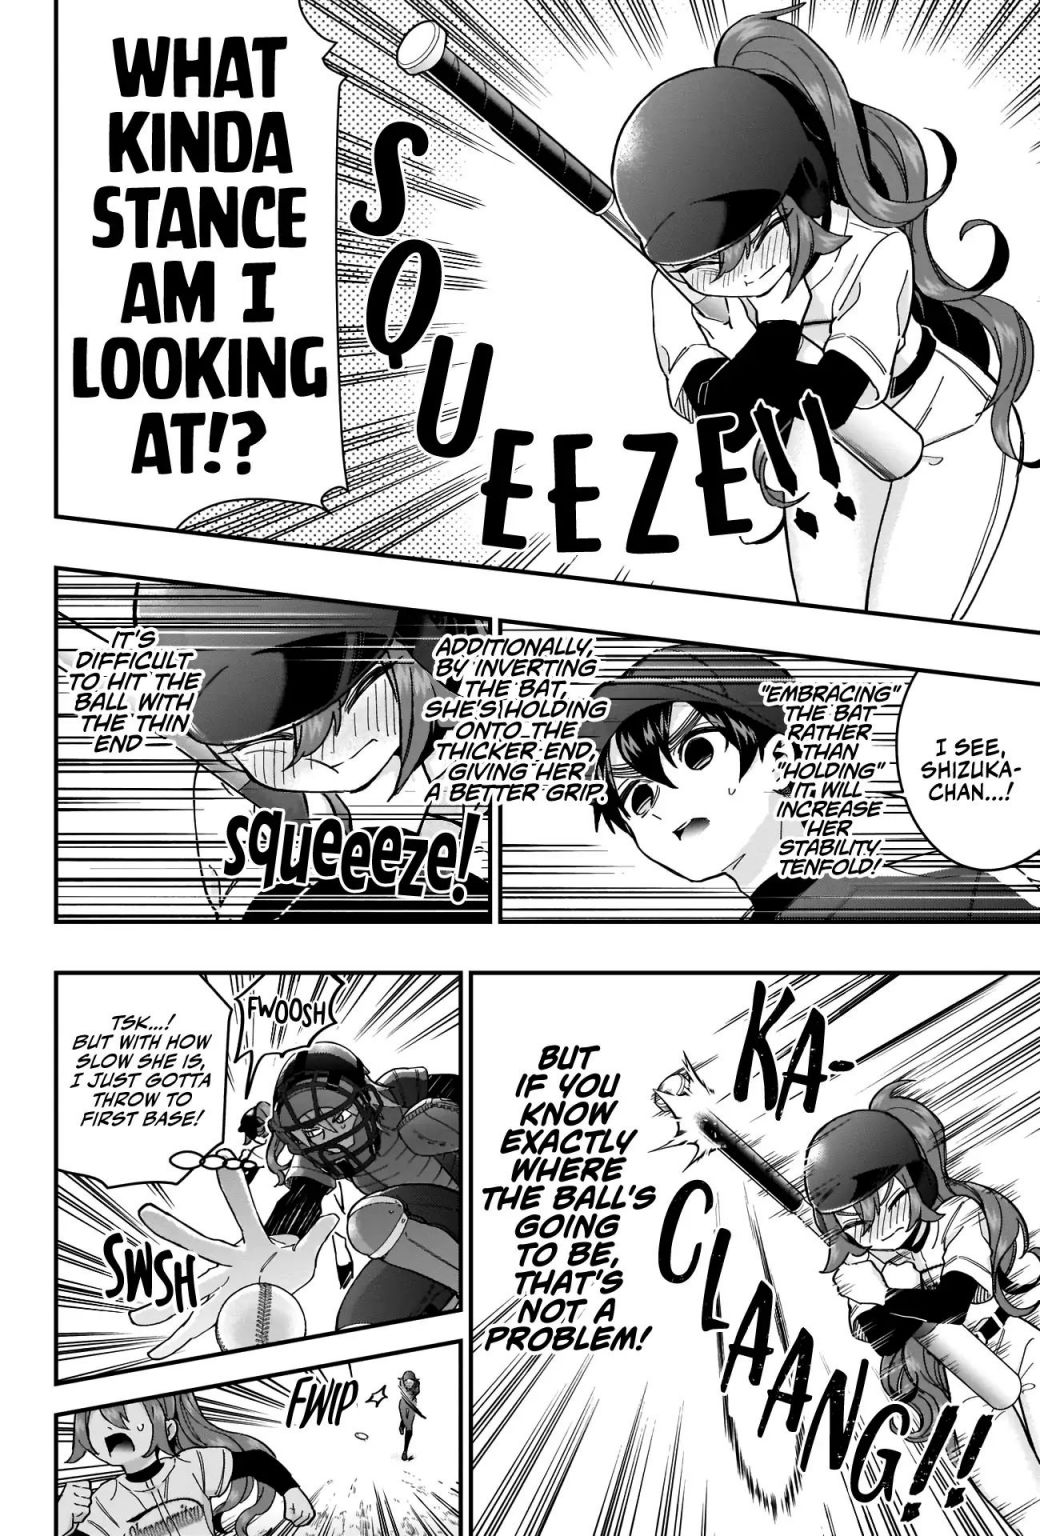 WHAT
KINDA
STANCE
AM I
LOOKING
AT!?
SQUEEZE!!
I SEE,
SHIZUKA-
CHAN...!
"EMBRACING"
THE BAT
RATHER
THAN
"HOLDING"
IT WILL
INCREASE
HER
STABILITY
TENFOLD!
ADDITIONALLY,
BY INVERTING
THE BAT,
SHE'S HOLDING
ONTO THE
THICKER END,
GIVING HER
A BETTER GRIP.
IT'S
DIFFICULT
TO HIT THE
BALL WITH
THE THIN
END
squeeeze!
KA-
CLAAANG!!
BUT
IF YOU
KNOW
EXACTLY
WHERE
THE BALL'S
GOING
TO BE,
THAT'S
NOT A
PROBLEM!
FWOOSH
TSK...!
BUT WITH HOW
SLOW SHE IS,
I JUST GOTTA
THROW TO
FIRST BASE!
SWSH
FWIP